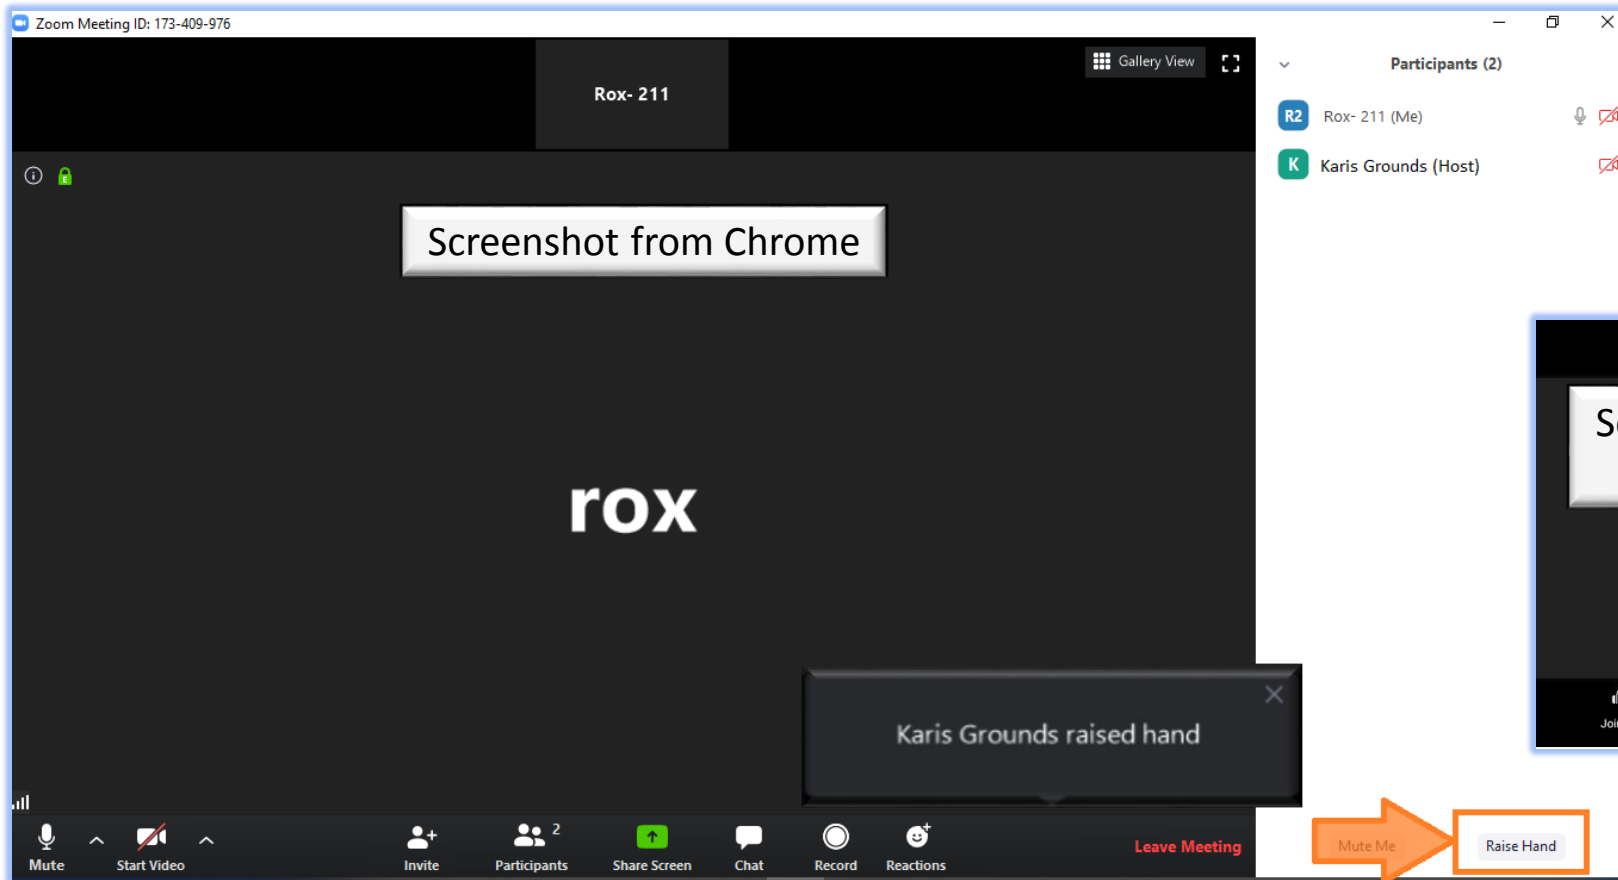 Zoom Meeting ID: 173-409-976
Rox- 211
Gallery View
Participants (2)
R2 Rox- 211 (Me)
K Karis Grounds (Host)
E
Screenshot from Chrome
rox
Karis Grounds raised hand
Mute
Start Video
Invite
Participants 2
Share Screen
Chat
Record
Reactions
Leave Meeting
Mute Me
Raise Hand